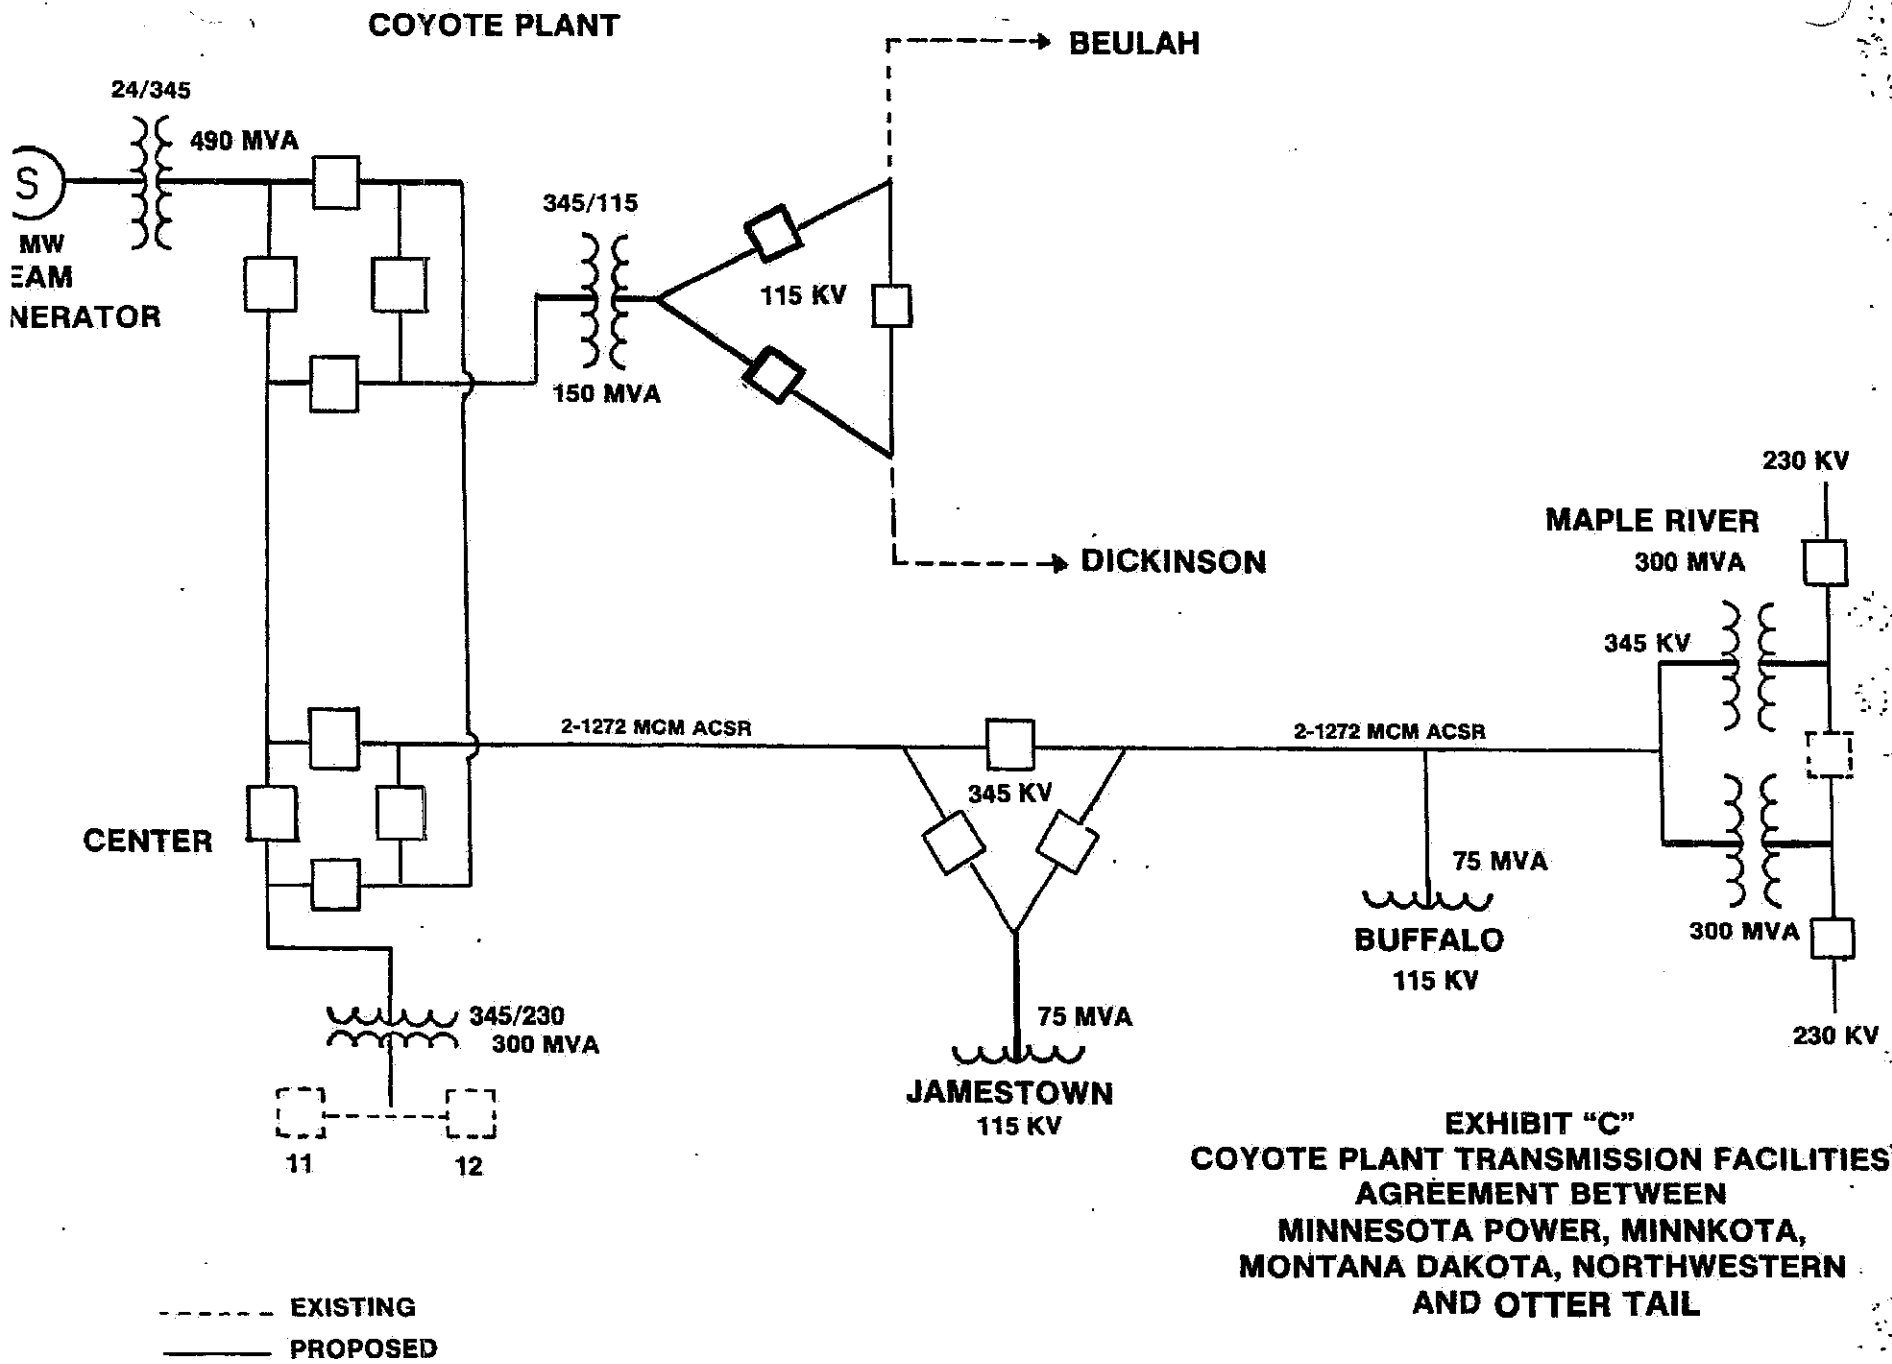 COYOTE PLANT
BEULAH
24/345
490 MVA
S
MW
EAM
NERATOR
345/115
115 KV
150 MVA
DICKINSON
230 KV
MAPLE RIVER
300 MVA
345 KV
2-1272 MCM ACSR
2-1272 MCM ACSR
345 KV
CENTER
75 MVA
BUFFALO
115 KV
300 MVA
230 KV
345/230
300 MVA
75 MVA
JAMESTOWN
115 KV
11
12
EXHIBIT “C”
COYOTE PLANT TRANSMISSION FACILITIES
AGREEMENT BETWEEN
MINNESOTA POWER, MINNKOTA,
MONTANA DAKOTA, NORTHWESTERN
AND OTTER TAIL
EXISTING
PROPOSED